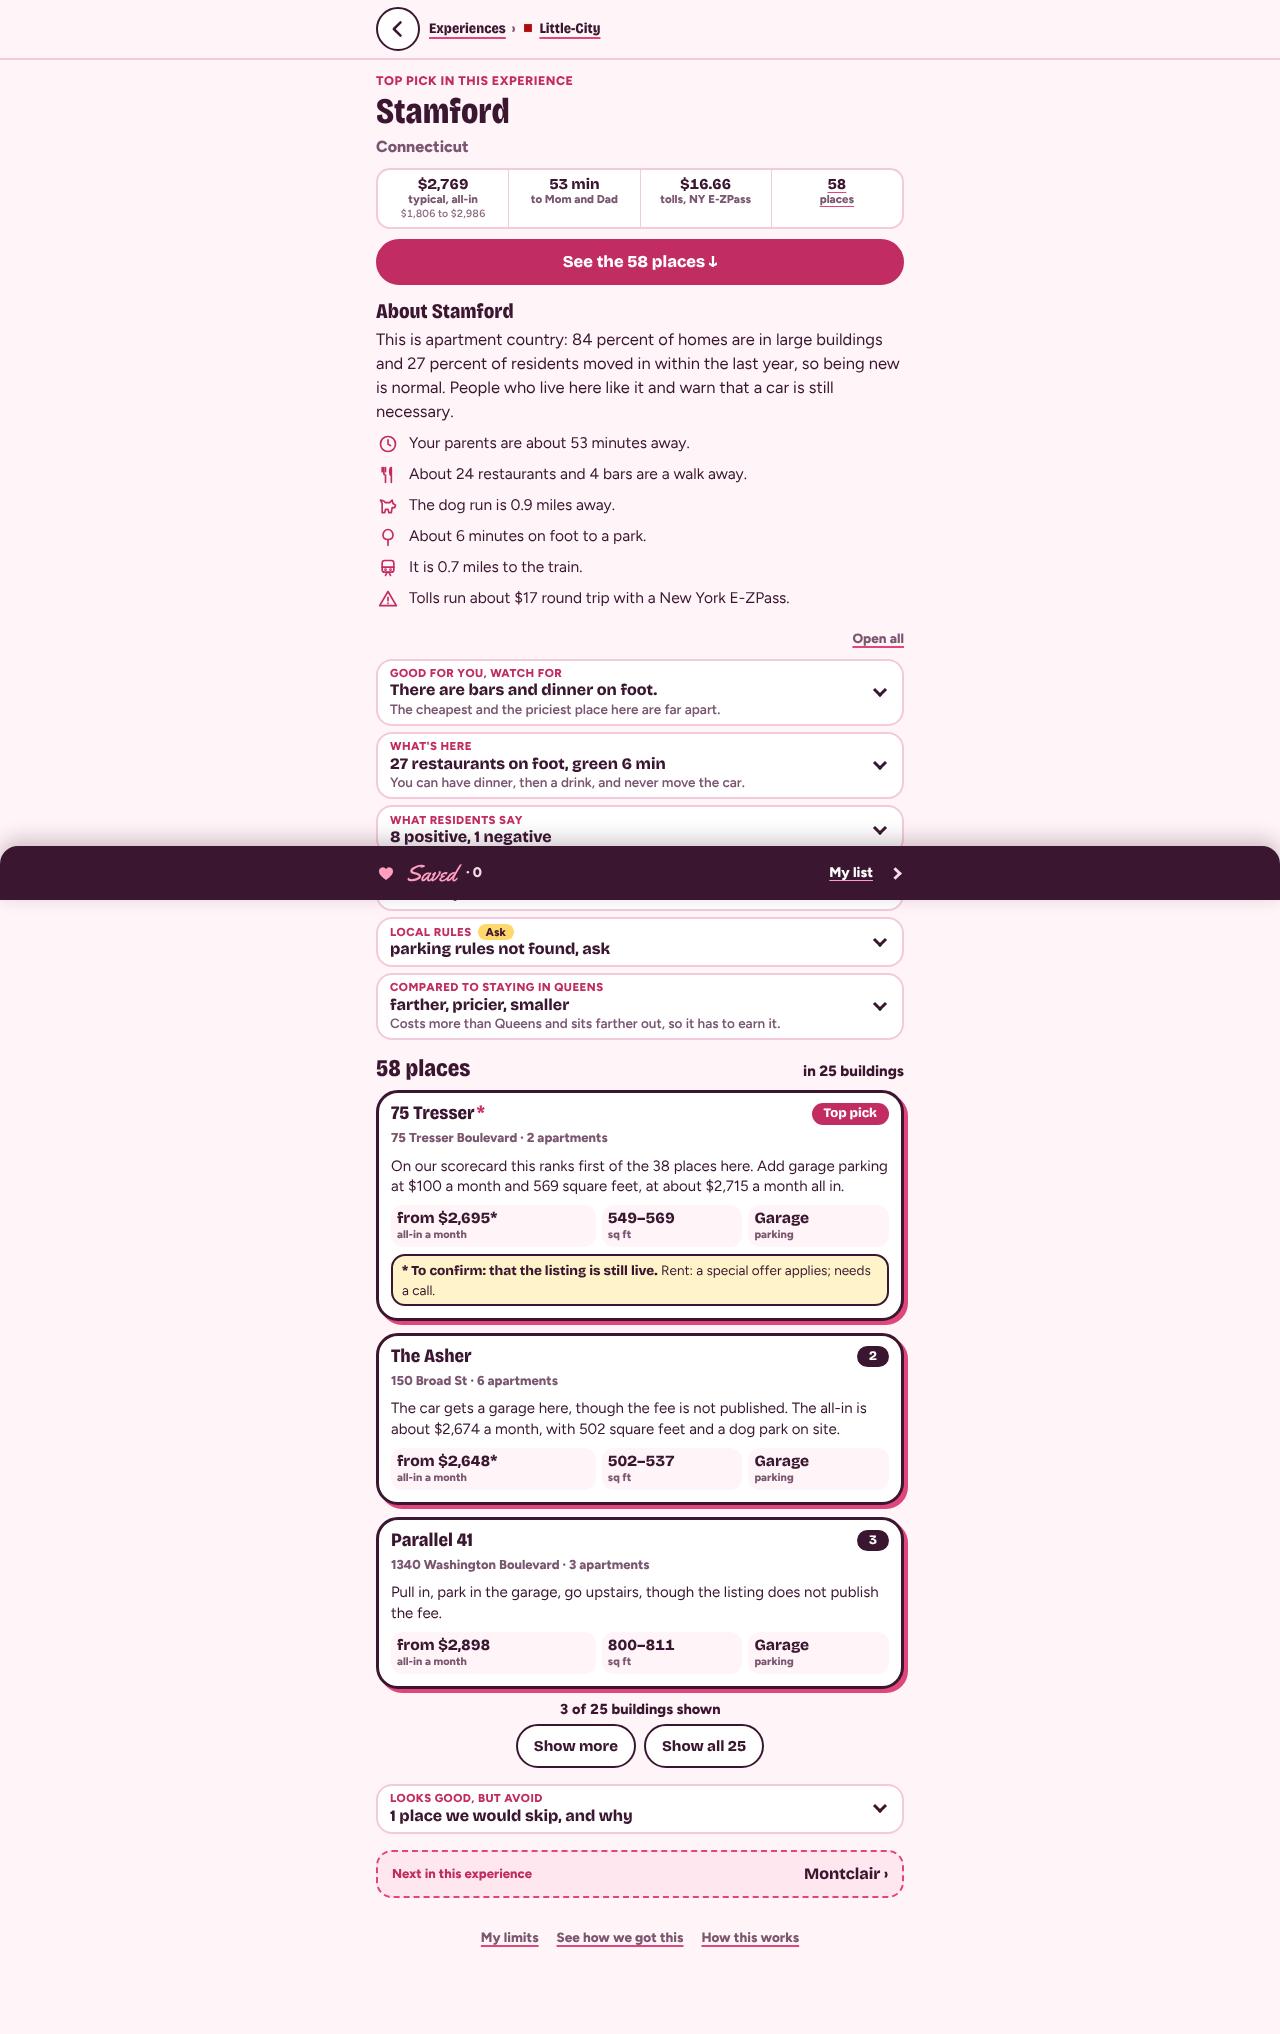 Experiences › Little-City
TOP PICK IN THIS EXPERIENCE
Stamford
Connecticut
$2,769
typical, all-in
$1,806 to $2,986
53 min
to Mom and Dad
$16.66
tolls, NY E-ZPass
58
places
See the 58 places ↓
About Stamford
This is apartment country: 84 percent of homes are in large buildings
and 27 percent of residents moved in within the last year, so being new
is normal. People who live here like it and warn that a car is still
necessary.
Your parents are about 53 minutes away.
About 24 restaurants and 4 bars are a walk away.
The dog run is 0.9 miles away.
About 6 minutes on foot to a park.
It is 0.7 miles to the train.
Tolls run about $17 round trip with a New York E-ZPass.
Open all
GOOD FOR YOU, WATCH FOR
There are bars and dinner on foot.
The cheapest and the priciest place here are far apart.
WHAT'S HERE
27 restaurants on foot, green 6 min
You can have dinner, then a drink, and never move the car.
WHAT RESIDENTS SAY
8 positive, 1 negative
Saved · 0
My list
LOCAL RULES Ask
parking rules not found, ask
COMPARED TO STAYING IN QUEENS
farther, pricier, smaller
Costs more than Queens and sits farther out, so it has to earn it.
58 places
in 25 buildings
75 Tresser*
Top pick
75 Tresser Boulevard · 2 apartments
On our scorecard this ranks first of the 38 places here. Add garage parking
at $100 a month and 569 square feet, at about $2,715 a month all in.
from $2,695*
all-in a month
549–569
sq ft
Garage
parking
* To confirm: that the listing is still live. Rent: a special offer applies; needs
a call.
The Asher
2
150 Broad St · 6 apartments
The car gets a garage here, though the fee is not published. The all-in is
about $2,674 a month, with 502 square feet and a dog park on site.
from $2,648*
all-in a month
502–537
sq ft
Garage
parking
Parallel 41
3
1340 Washington Boulevard · 3 apartments
Pull in, park in the garage, go upstairs, though the listing does not publish
the fee.
from $2,898
all-in a month
800–811
sq ft
Garage
parking
3 of 25 buildings shown
Show more
Show all 25
LOOKS GOOD, BUT AVOID
1 place we would skip, and why
Next in this experience
Montclair ›
My limits
See how we got this
How this works